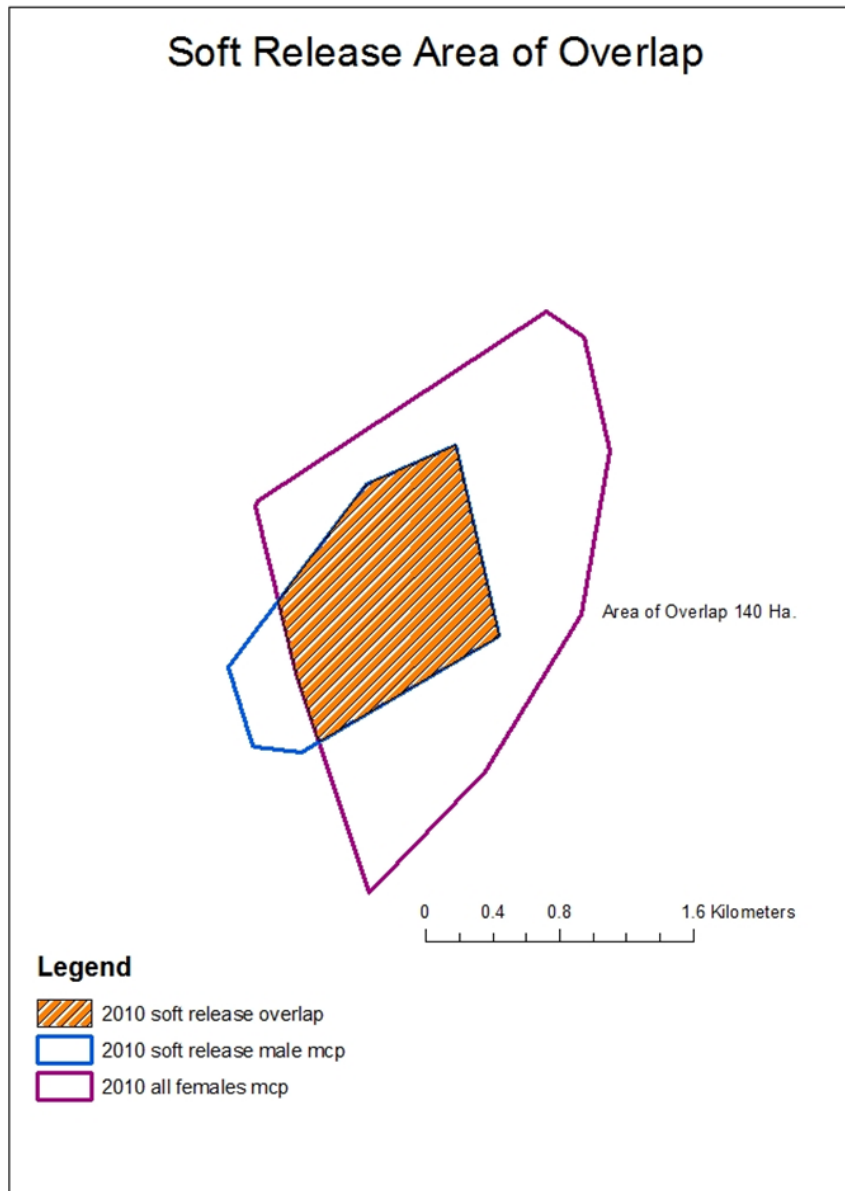 Soft Release Area of Overlap
Area of Overlap 140 Ha.
0 0.4 0.8 1.6 Kilometers
Legend
2010 soft release overlap
2010 soft release male mcp
2010 all females mcp